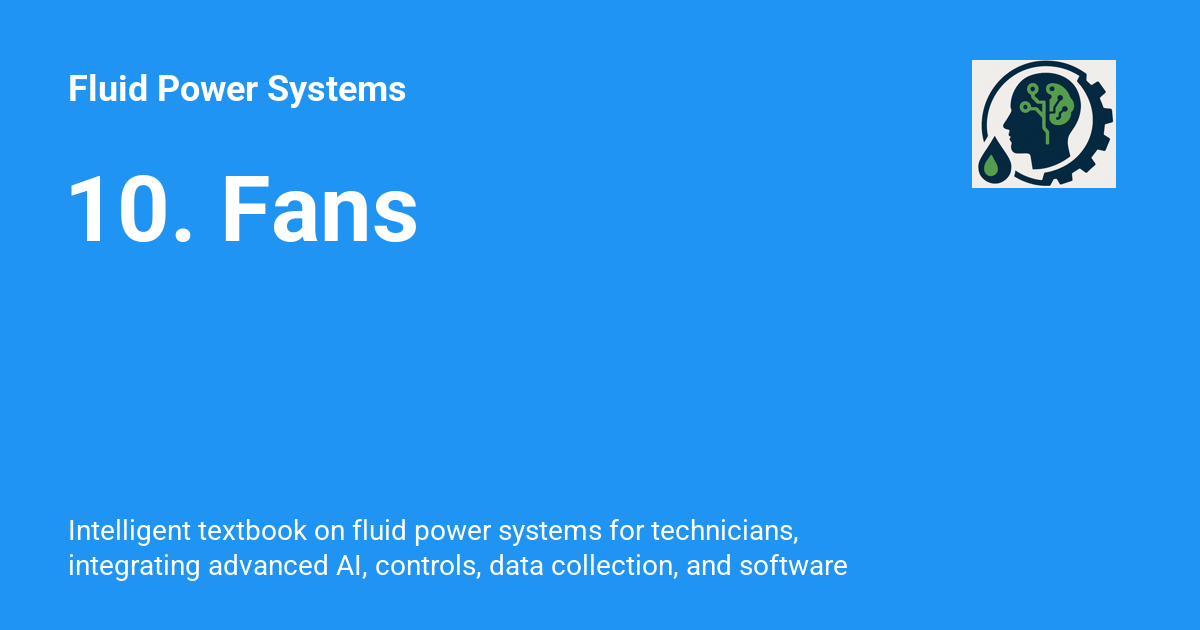 Fluid Power Systems
10. Fans
Intelligent textbook on fluid power systems for technicians,
integrating advanced AI, controls, data collection, and software